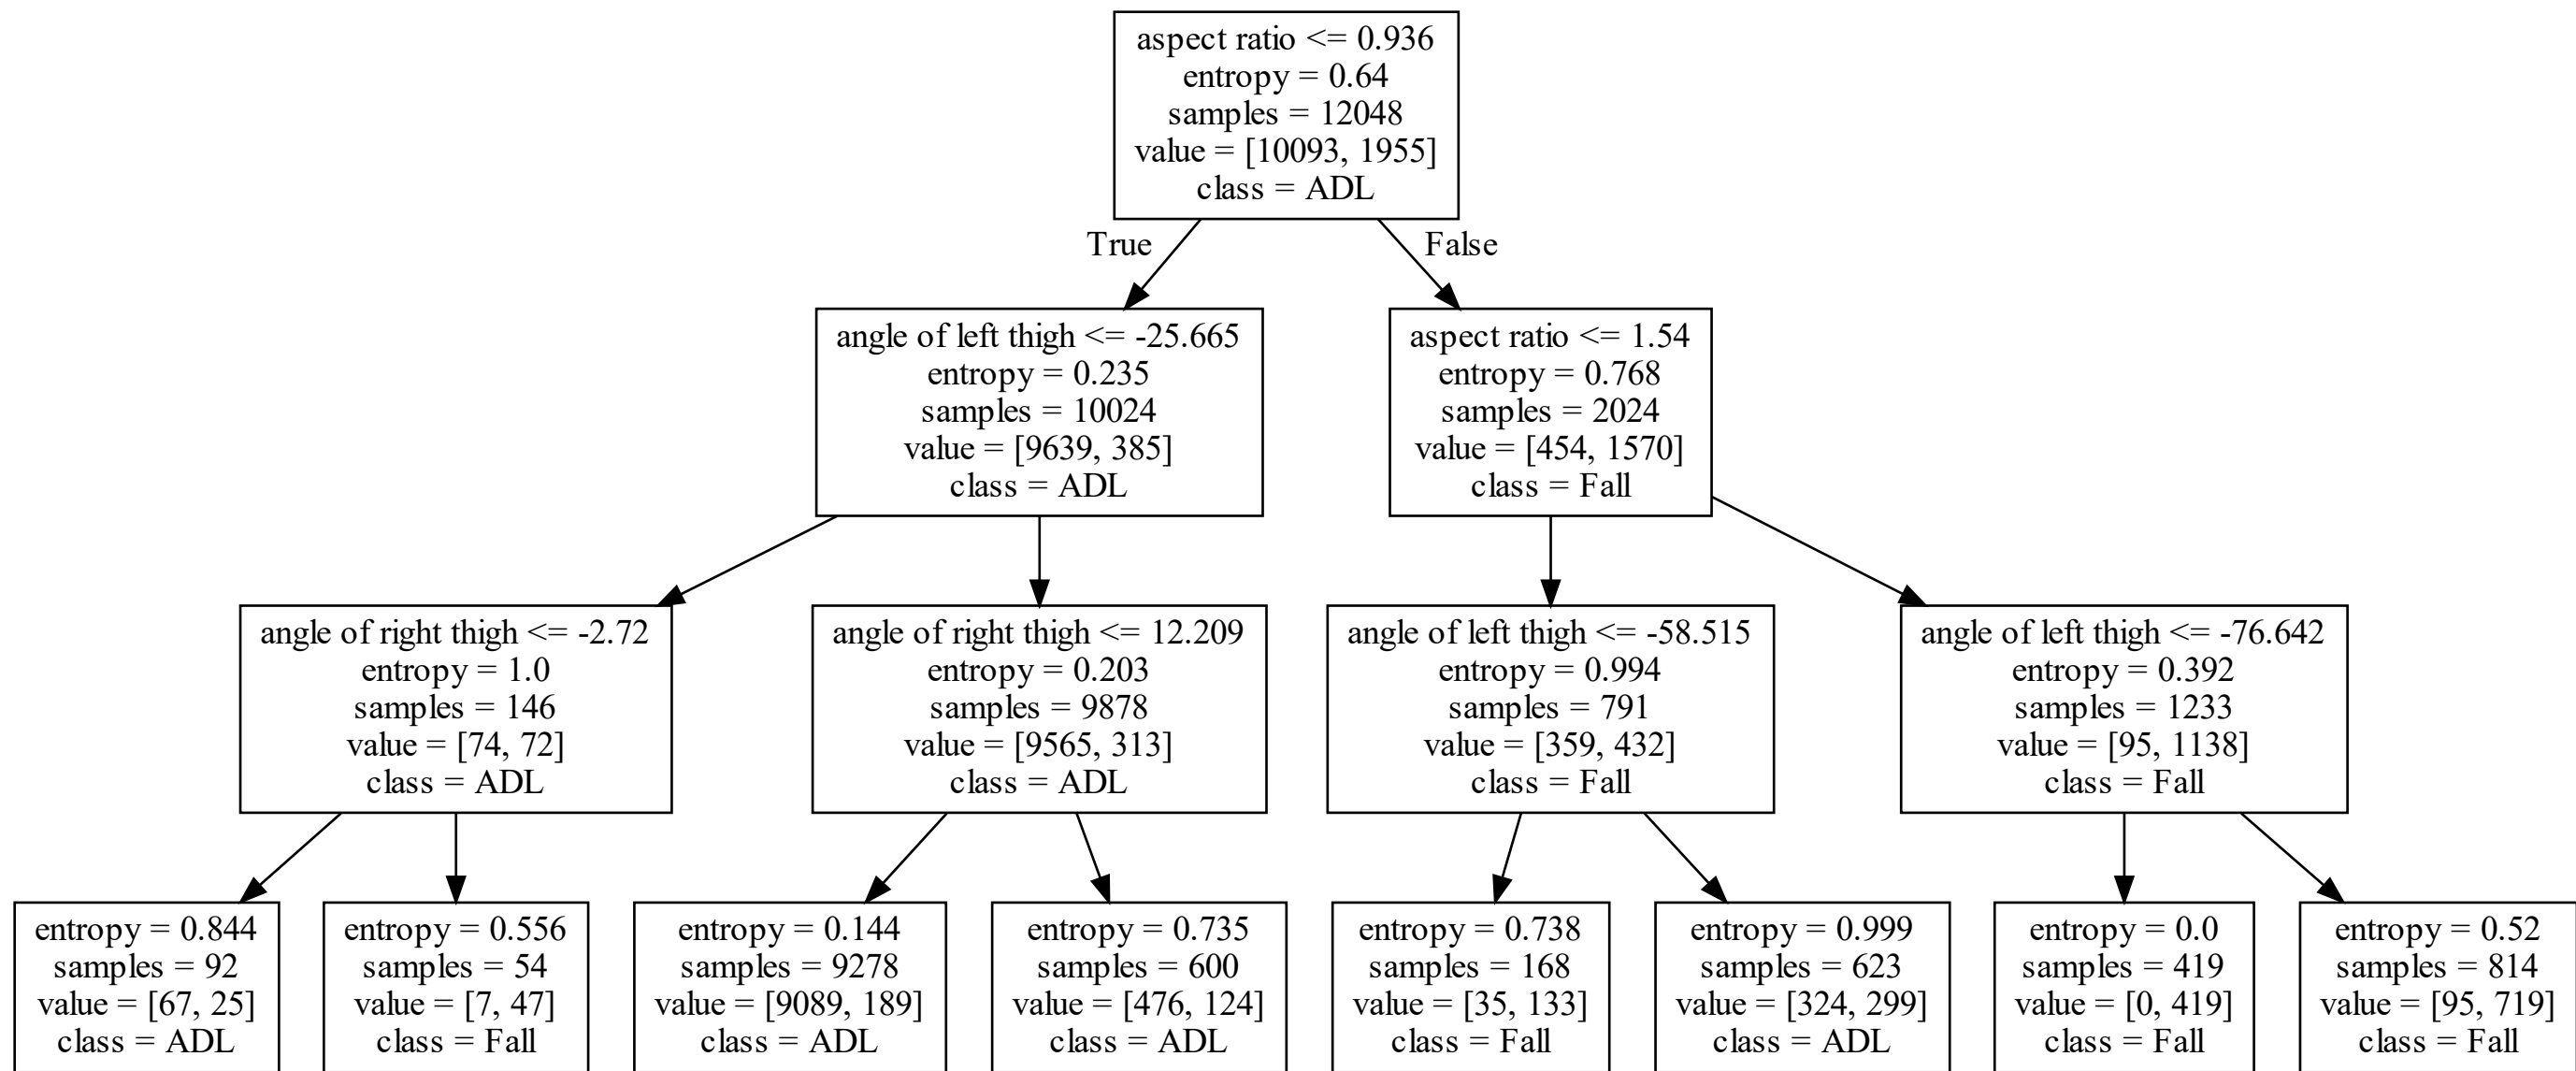 aspect ratio <= 0.936
entropy = 0.64
samples = 12048
value = [10093, 1955]
class = ADL
True
False
angle of left thigh <= -25.665
entropy = 0.235
samples = 10024
value = [9639, 385]
class = ADL
aspect ratio <= 1.54
entropy = 0.768
samples = 2024
value = [454, 1570]
class = Fall
angle of right thigh <= -2.72
entropy = 1.0
samples = 146
value = [74, 72]
class = ADL
angle of right thigh <= 12.209
entropy = 0.203
samples = 9878
value = [9565, 313]
class = ADL
angle of left thigh <= -58.515
entropy = 0.994
samples = 791
value = [359, 432]
class = Fall
angle of left thigh <= -76.642
entropy = 0.392
samples = 1233
value = [95, 1138]
class = Fall
entropy = 0.844
samples = 92
value = [67, 25]
class = ADL
entropy = 0.556
samples = 54
value = [7, 47]
class = Fall
entropy = 0.144
samples = 9278
value = [9089, 189]
class = ADL
entropy = 0.735
samples = 600
value = [476, 124]
class = ADL
entropy = 0.738
samples = 168
value = [35, 133]
class = Fall
entropy = 0.999
samples = 623
value = [324, 299]
class = ADL
entropy = 0.0
samples = 419
value = [0, 419]
class = Fall
entropy = 0.52
samples = 814
value = [95, 719]
class = Fall